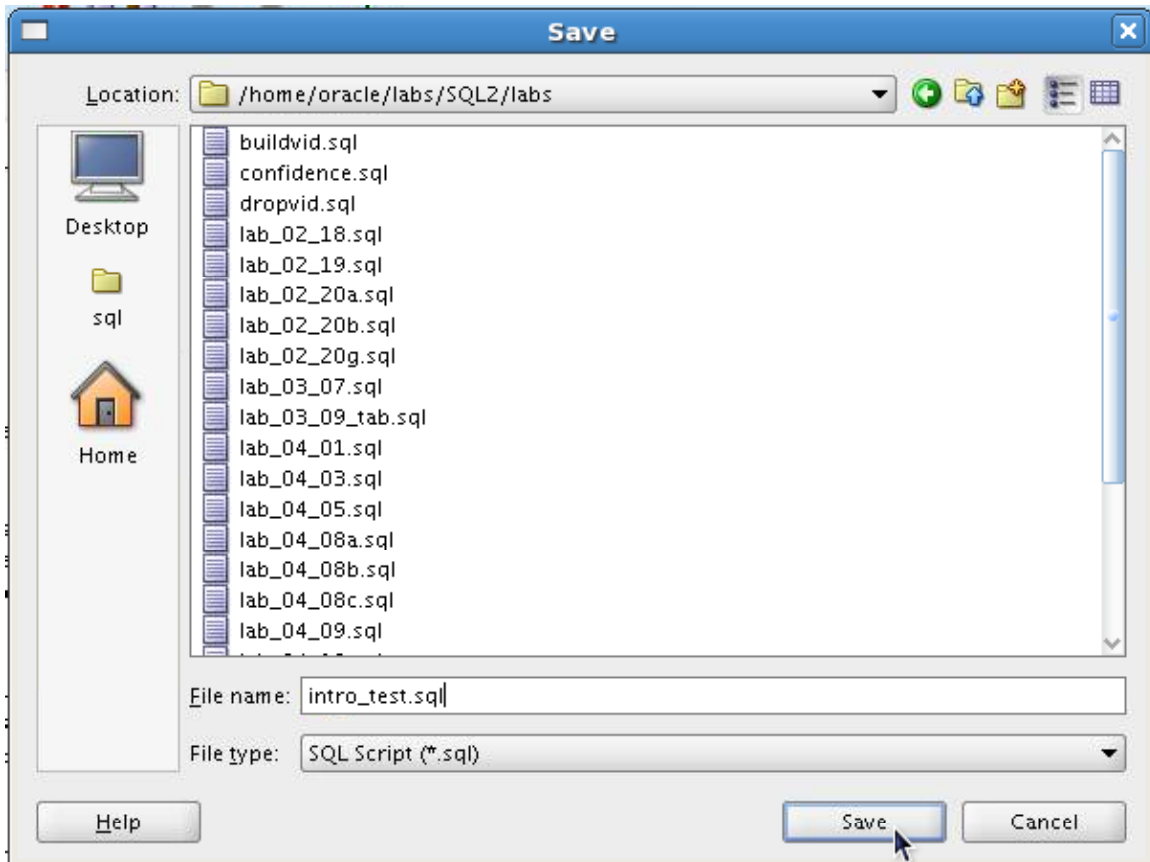 Save
Location: /home/oracle/labs/SQL2/labs
Desktop
sql
Home
buildvid.sql
confidence.sql
dropvid.sql
lab_02_18.sql
lab_02_19.sql
lab_02_20a.sql
lab_02_20b.sql
lab_02_20g.sql
lab_03_07.sql
lab_03_09_tab.sql
lab_04_01.sql
lab_04_03.sql
lab_04_05.sql
lab_04_08a.sql
lab_04_08b.sql
lab_04_08c.sql
lab_04_09.sql
File name: intro_test.sql
File type: SQL Script (*.sql)
Help Save Cancel